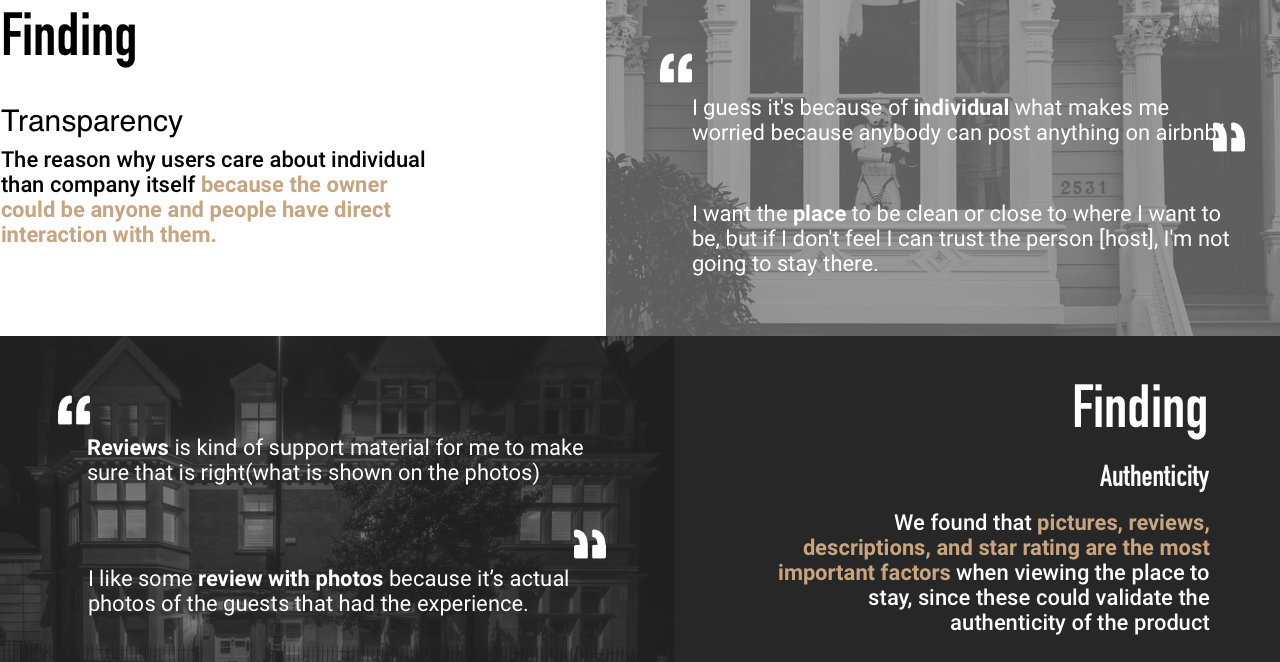 Finding
Transparency
The reason why users care about individual
than company itself because the owner
could be anyone and people have direct
interaction with them.
“
I guess it's because of individual what makes me
worried because anybody can post anything on airbnb.
”
2531
I want the place to be clean or close to where I want to
be, but if I don't feel I can trust the person [host], I'm not
going to stay there.
“
Reviews is kind of support material for me to make
sure that is right(what is shown on the photos)
”
I like some review with photos because it’s actual
photos of the guests that had the experience.
Finding
Authenticity
We found that pictures, reviews,
descriptions, and star rating are the most
important factors when viewing the place to
stay, since these could validate the
authenticity of the product